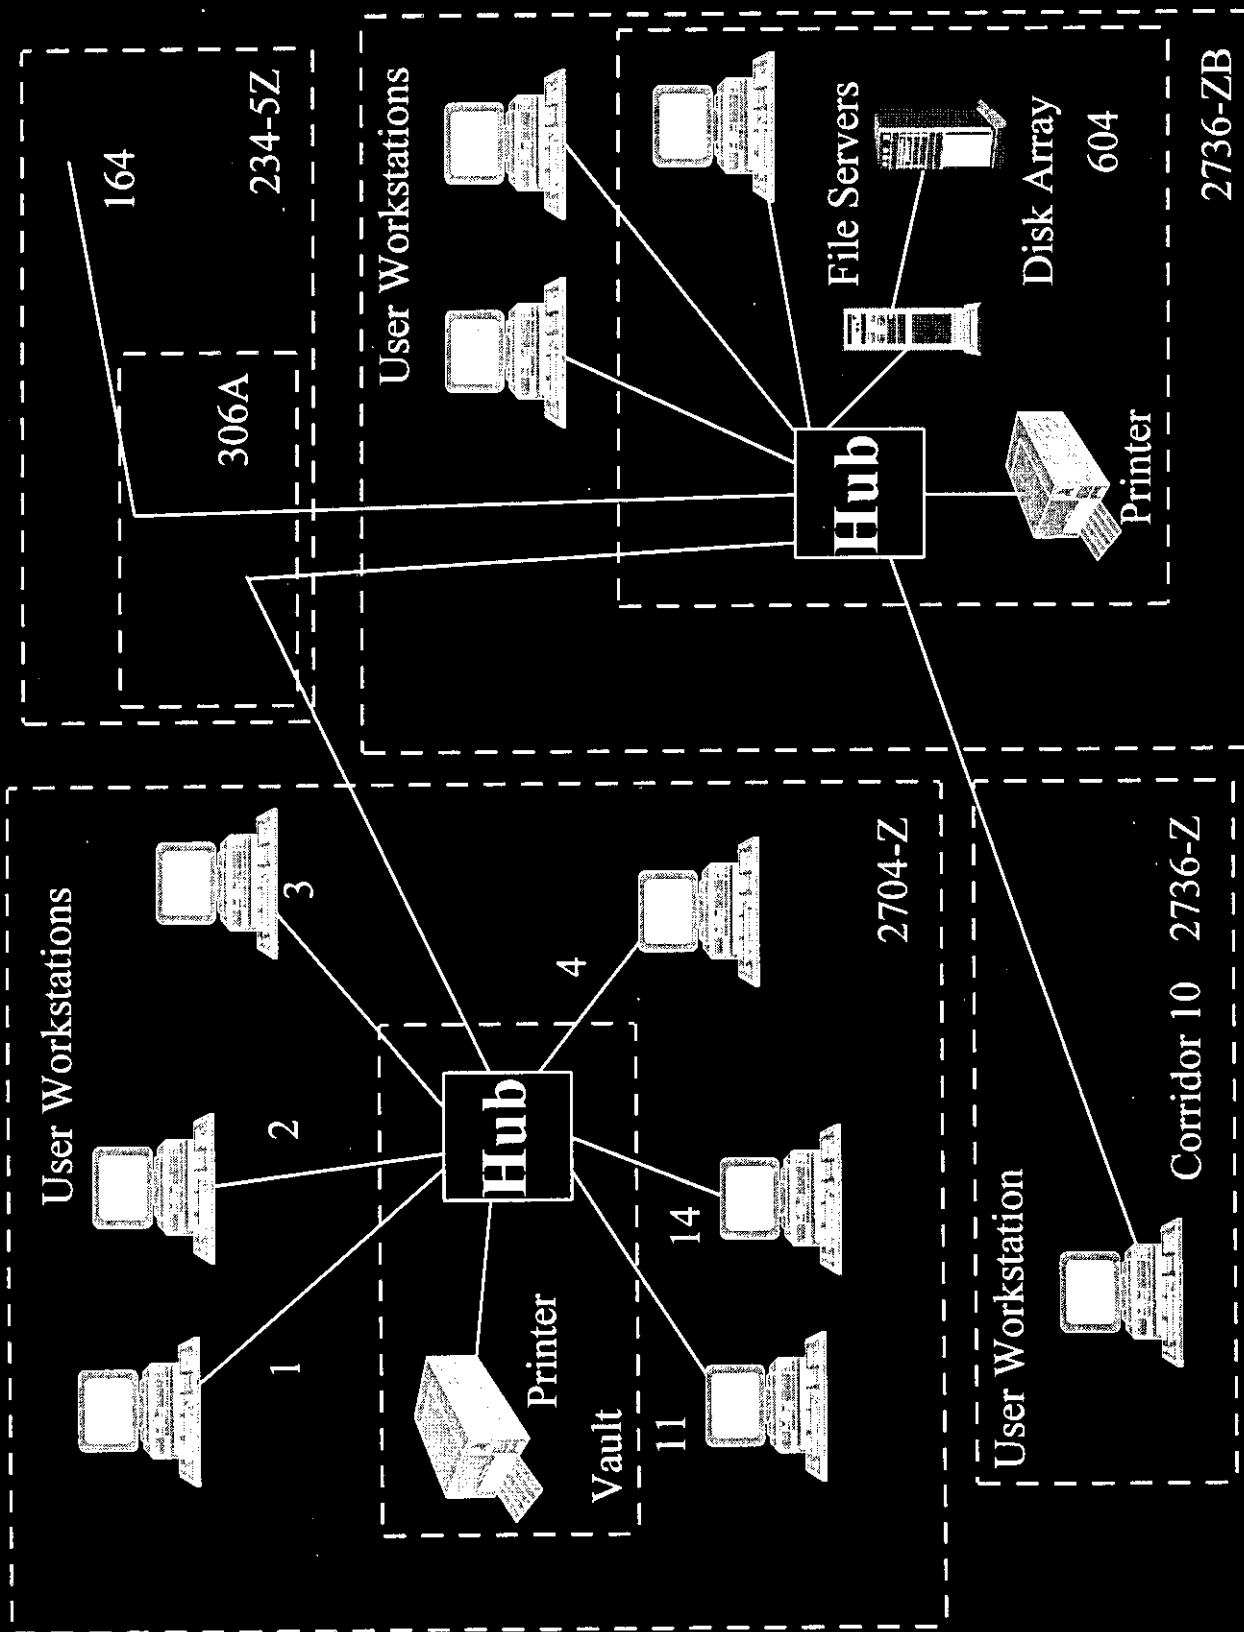 User Workstations
1
2
3
Hub
Printer
Vault
4
11
14
2704-Z
User Workstation
Corridor 10 2736-Z
164
306A
234-5Z
User Workstations
File Servers
Hub
Disk Array
604
Printer
2736-ZB